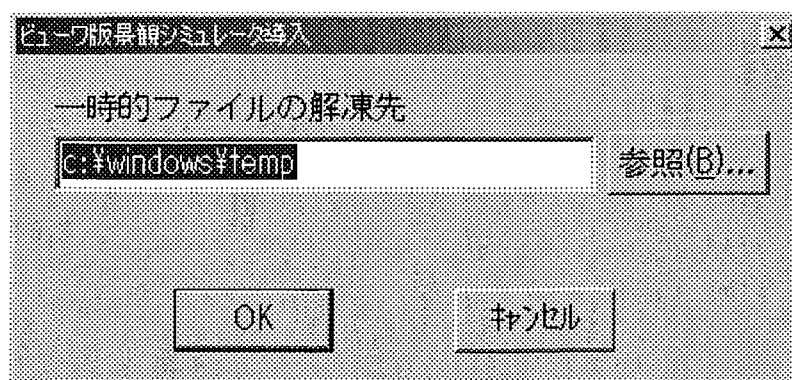 ビューワ版景観シミュレータ導入
一時的ファイルの解凍先
c:¥windows¥temp
参照(B)...
OK
キャンセル